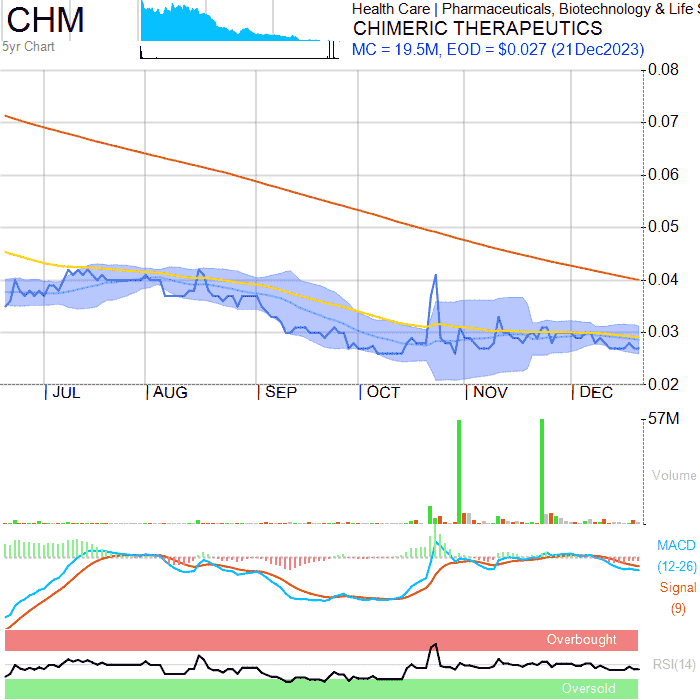 CHM
5yr Chart
Health Care | Pharmaceuticals, Biotechnology & Life S
CHIMERIC THERAPEUTICS
MC = 19.5M, EOD = $0.027 (21Dec2023)
0.08
0.07
0.06
0.05
0.04
0.03
0.02
JUL AUG SEP OCT NOV DEC
57M
Volume
MACD
(12-26)
Signal
(9)
Overbought
RSI(14)
Oversold